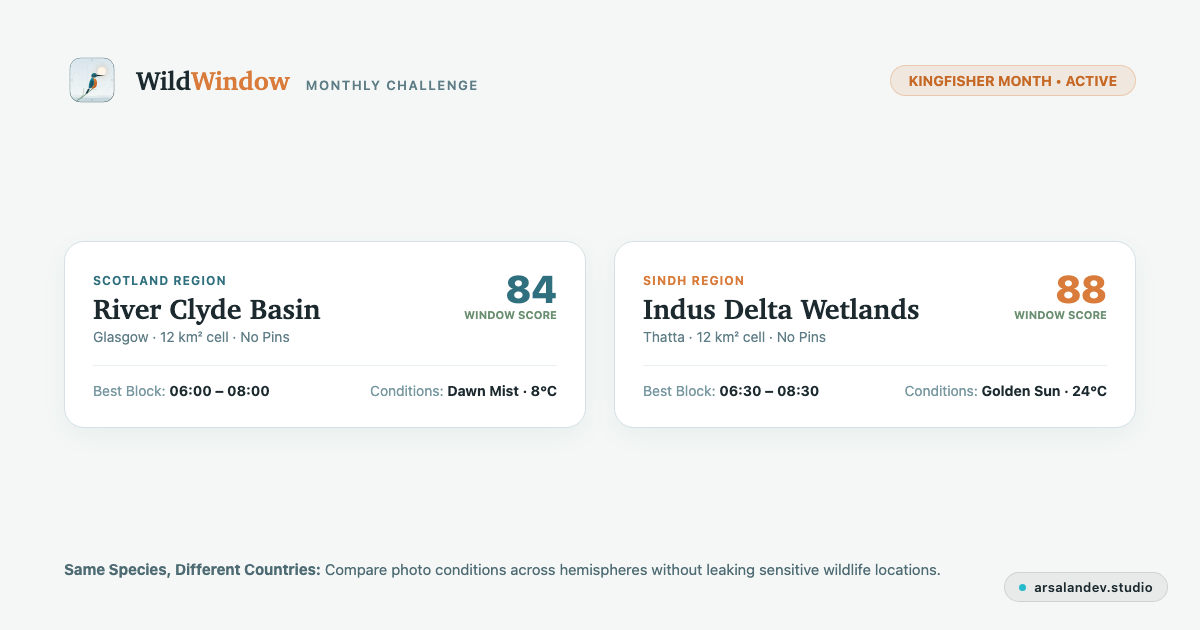 WildWindow MONTHLY CHALLENGE
KINGFISHER MONTH • ACTIVE
SCOTLAND REGION
River Clyde Basin
Glasgow · 12 km² cell · No Pins
84
WINDOW SCORE
Best Block: 06:00 – 08:00
Conditions: Dawn Mist · 8°C
SINDH REGION
Indus Delta Wetlands
Thatta · 12 km² cell · No Pins
88
WINDOW SCORE
Best Block: 06:30 – 08:30
Conditions: Golden Sun · 24°C
Same Species, Different Countries: Compare photo conditions across hemispheres without leaking sensitive wildlife locations.
arsalandev.studio